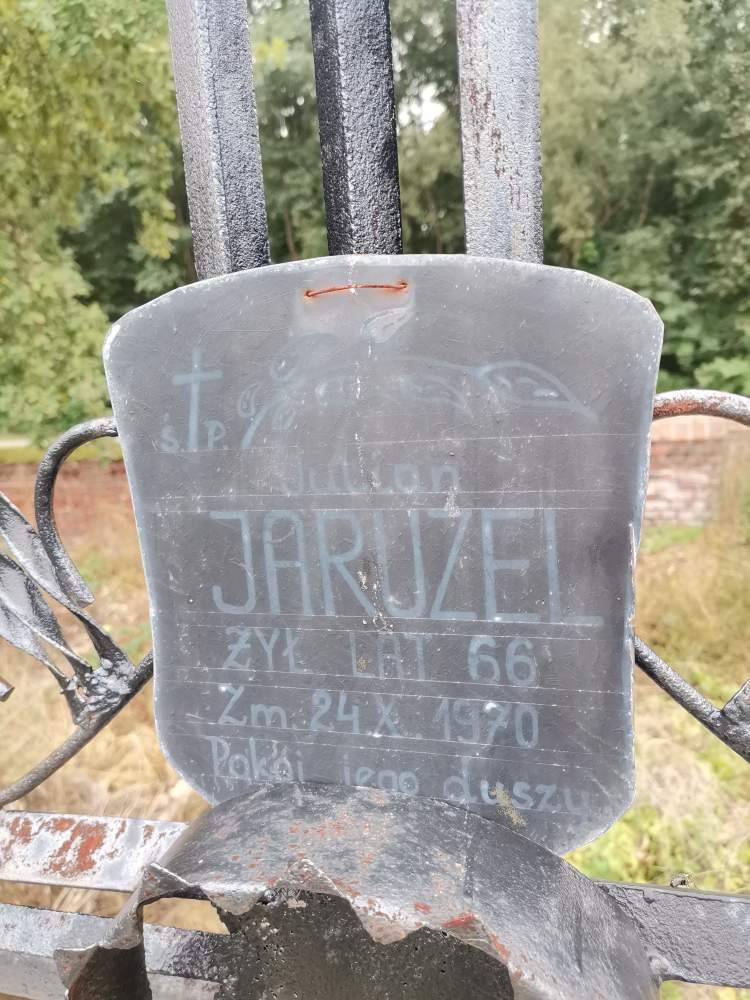 Ś. P.
Julian
JARUZEL
ŻYŁ LAT 66
Zm. 24.X.1970
Pokój jego duszy